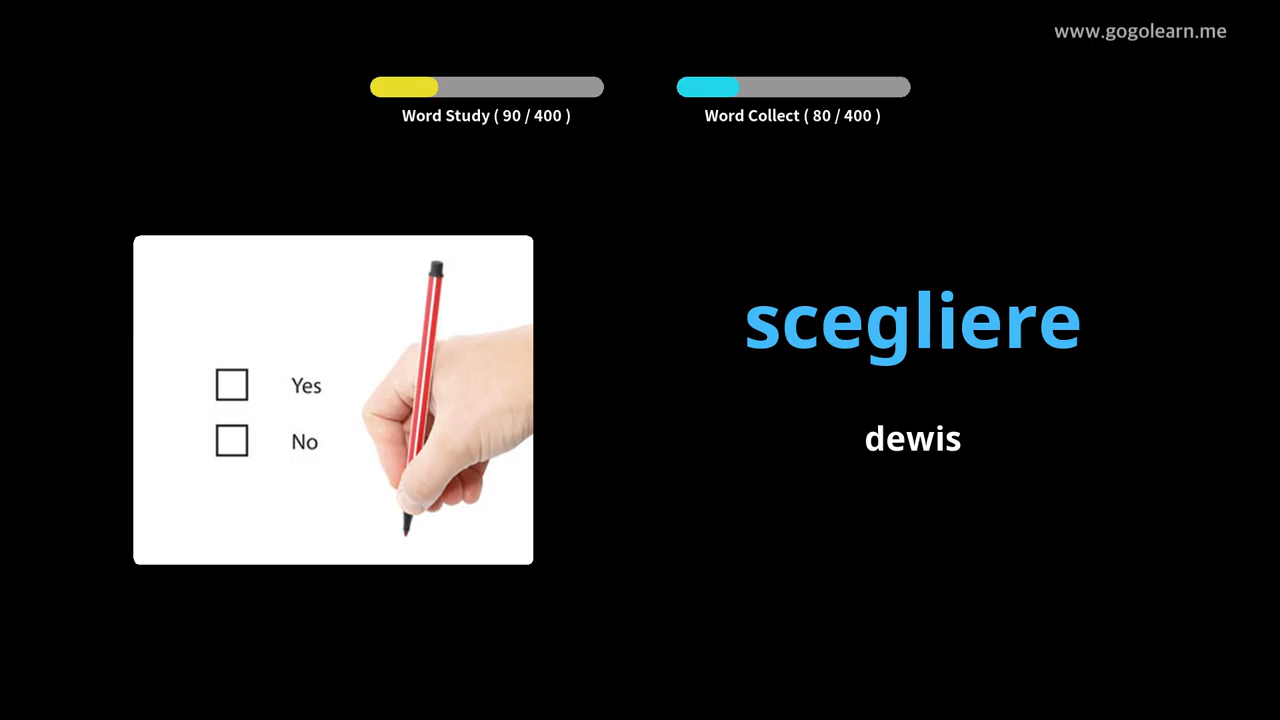 www.gogolearn.me
Word Study ( 90 / 400 )
Word Collect ( 80 / 400 )
Yes
No
scegliere
dewis